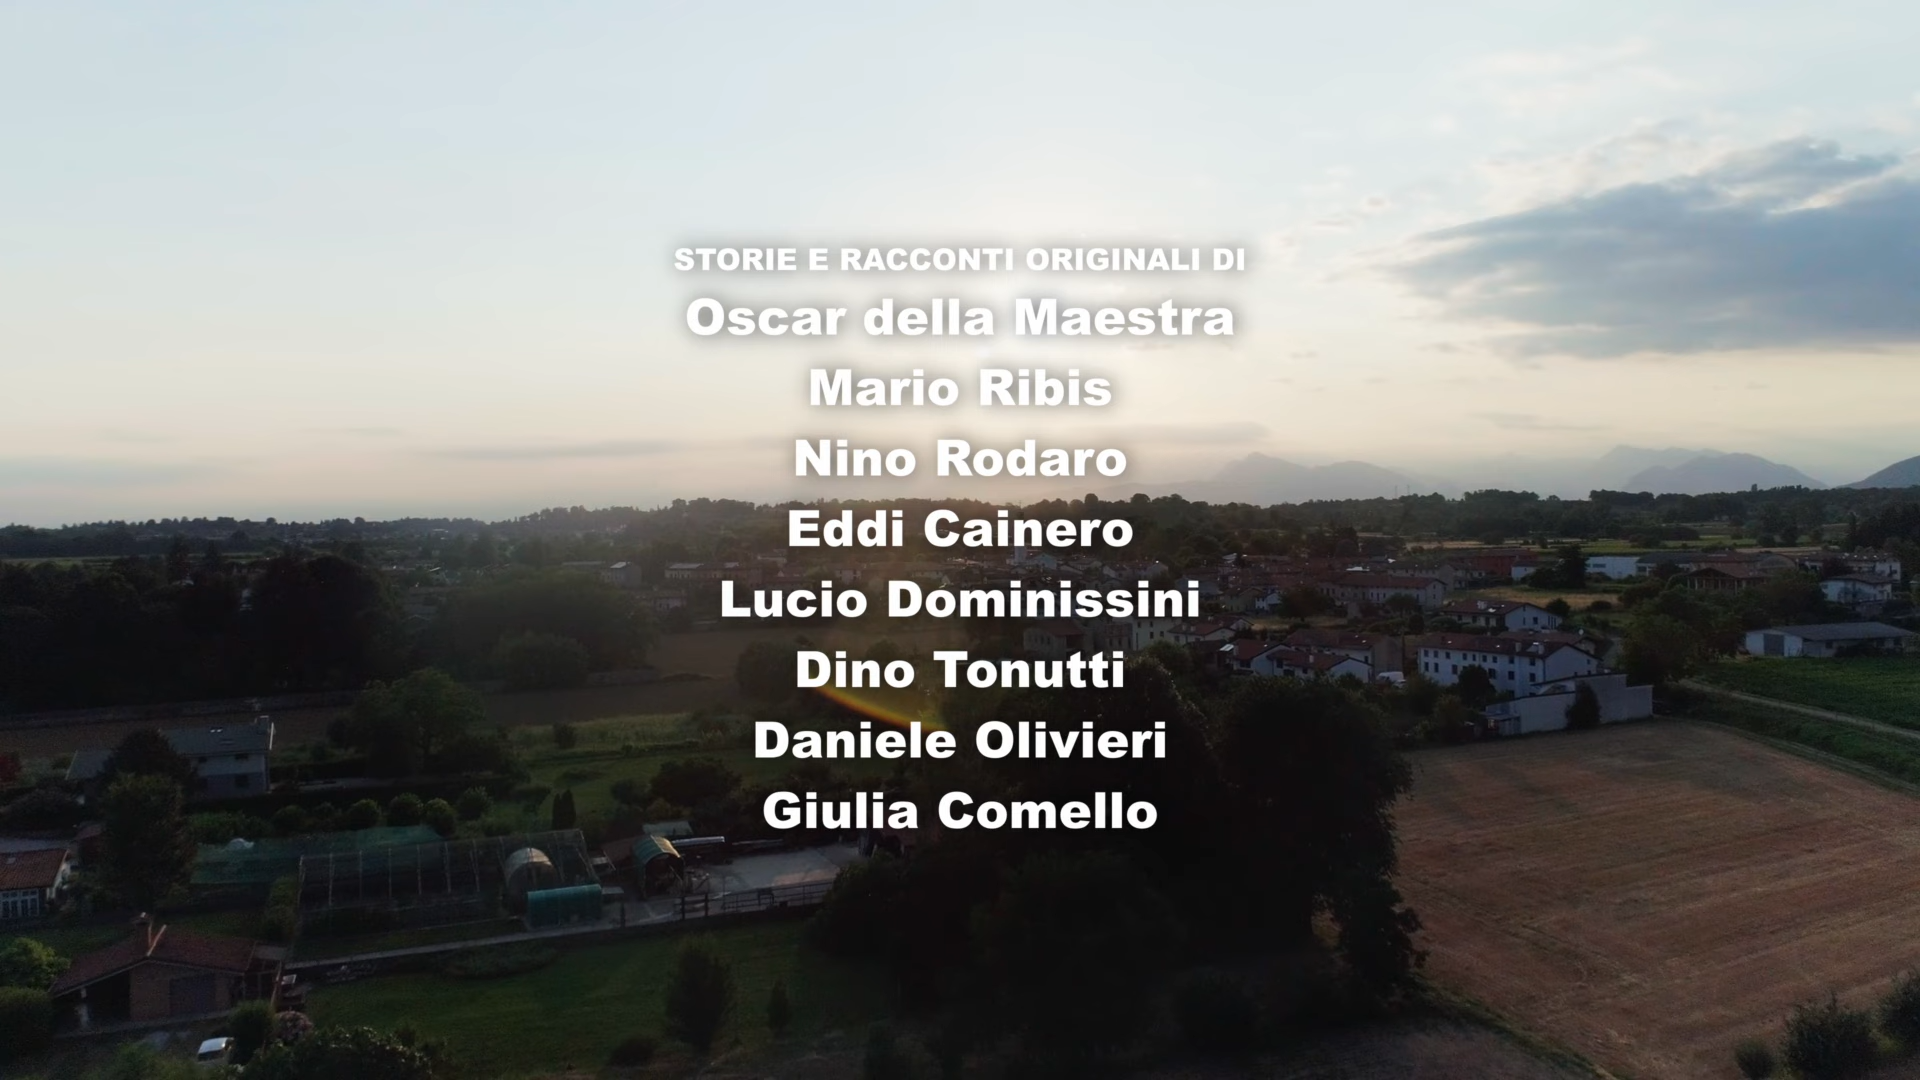 STORIE E RACCONTI ORIGINALI DI
Oscar della Maestra
Mario Ribis
Nino Rodaro
Eddi Cainero
Lucio Dominissini
Dino Tonutti
Daniele Olivieri
Giulia Comello